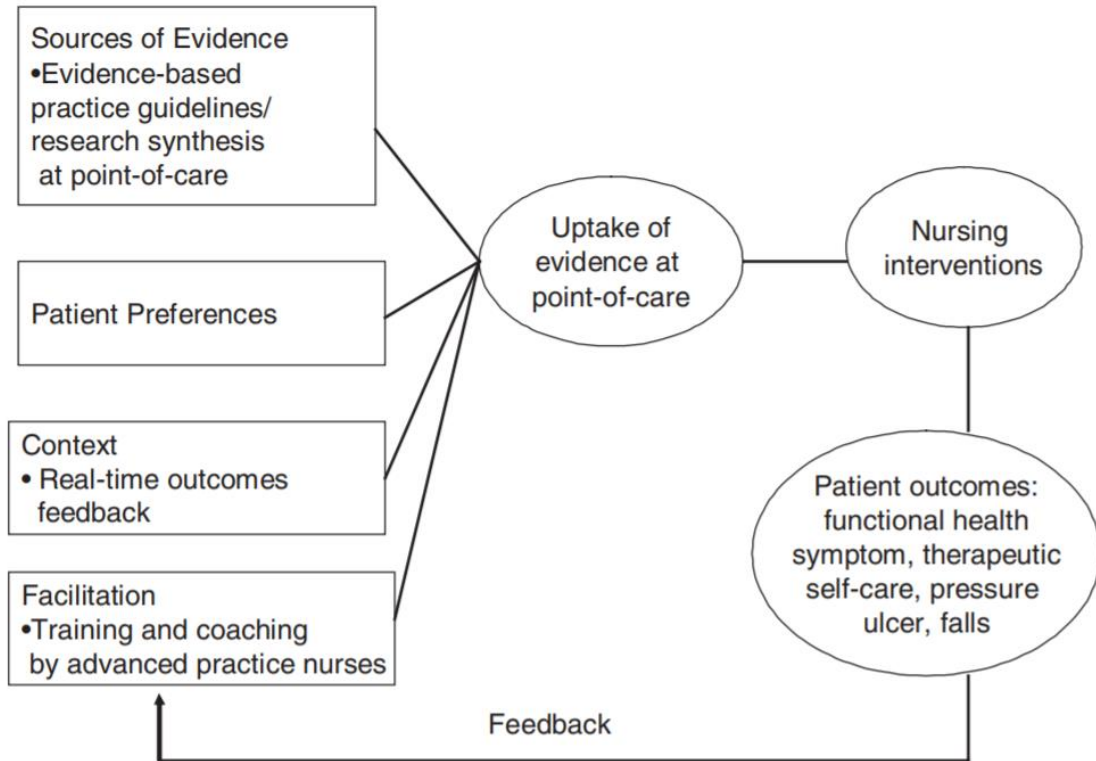 Sources of Evidence
•Evidence-based
practice guidelines/
research synthesis
at point-of-care
Patient Preferences
Context
• Real-time outcomes
feedback
Facilitation
•Training and coaching
by advanced practice nurses
Uptake of
evidence at
point-of-care
Nursing
interventions
Patient outcomes:
functional health
symptom, therapeutic
self-care, pressure
ulcer, falls
Feedback